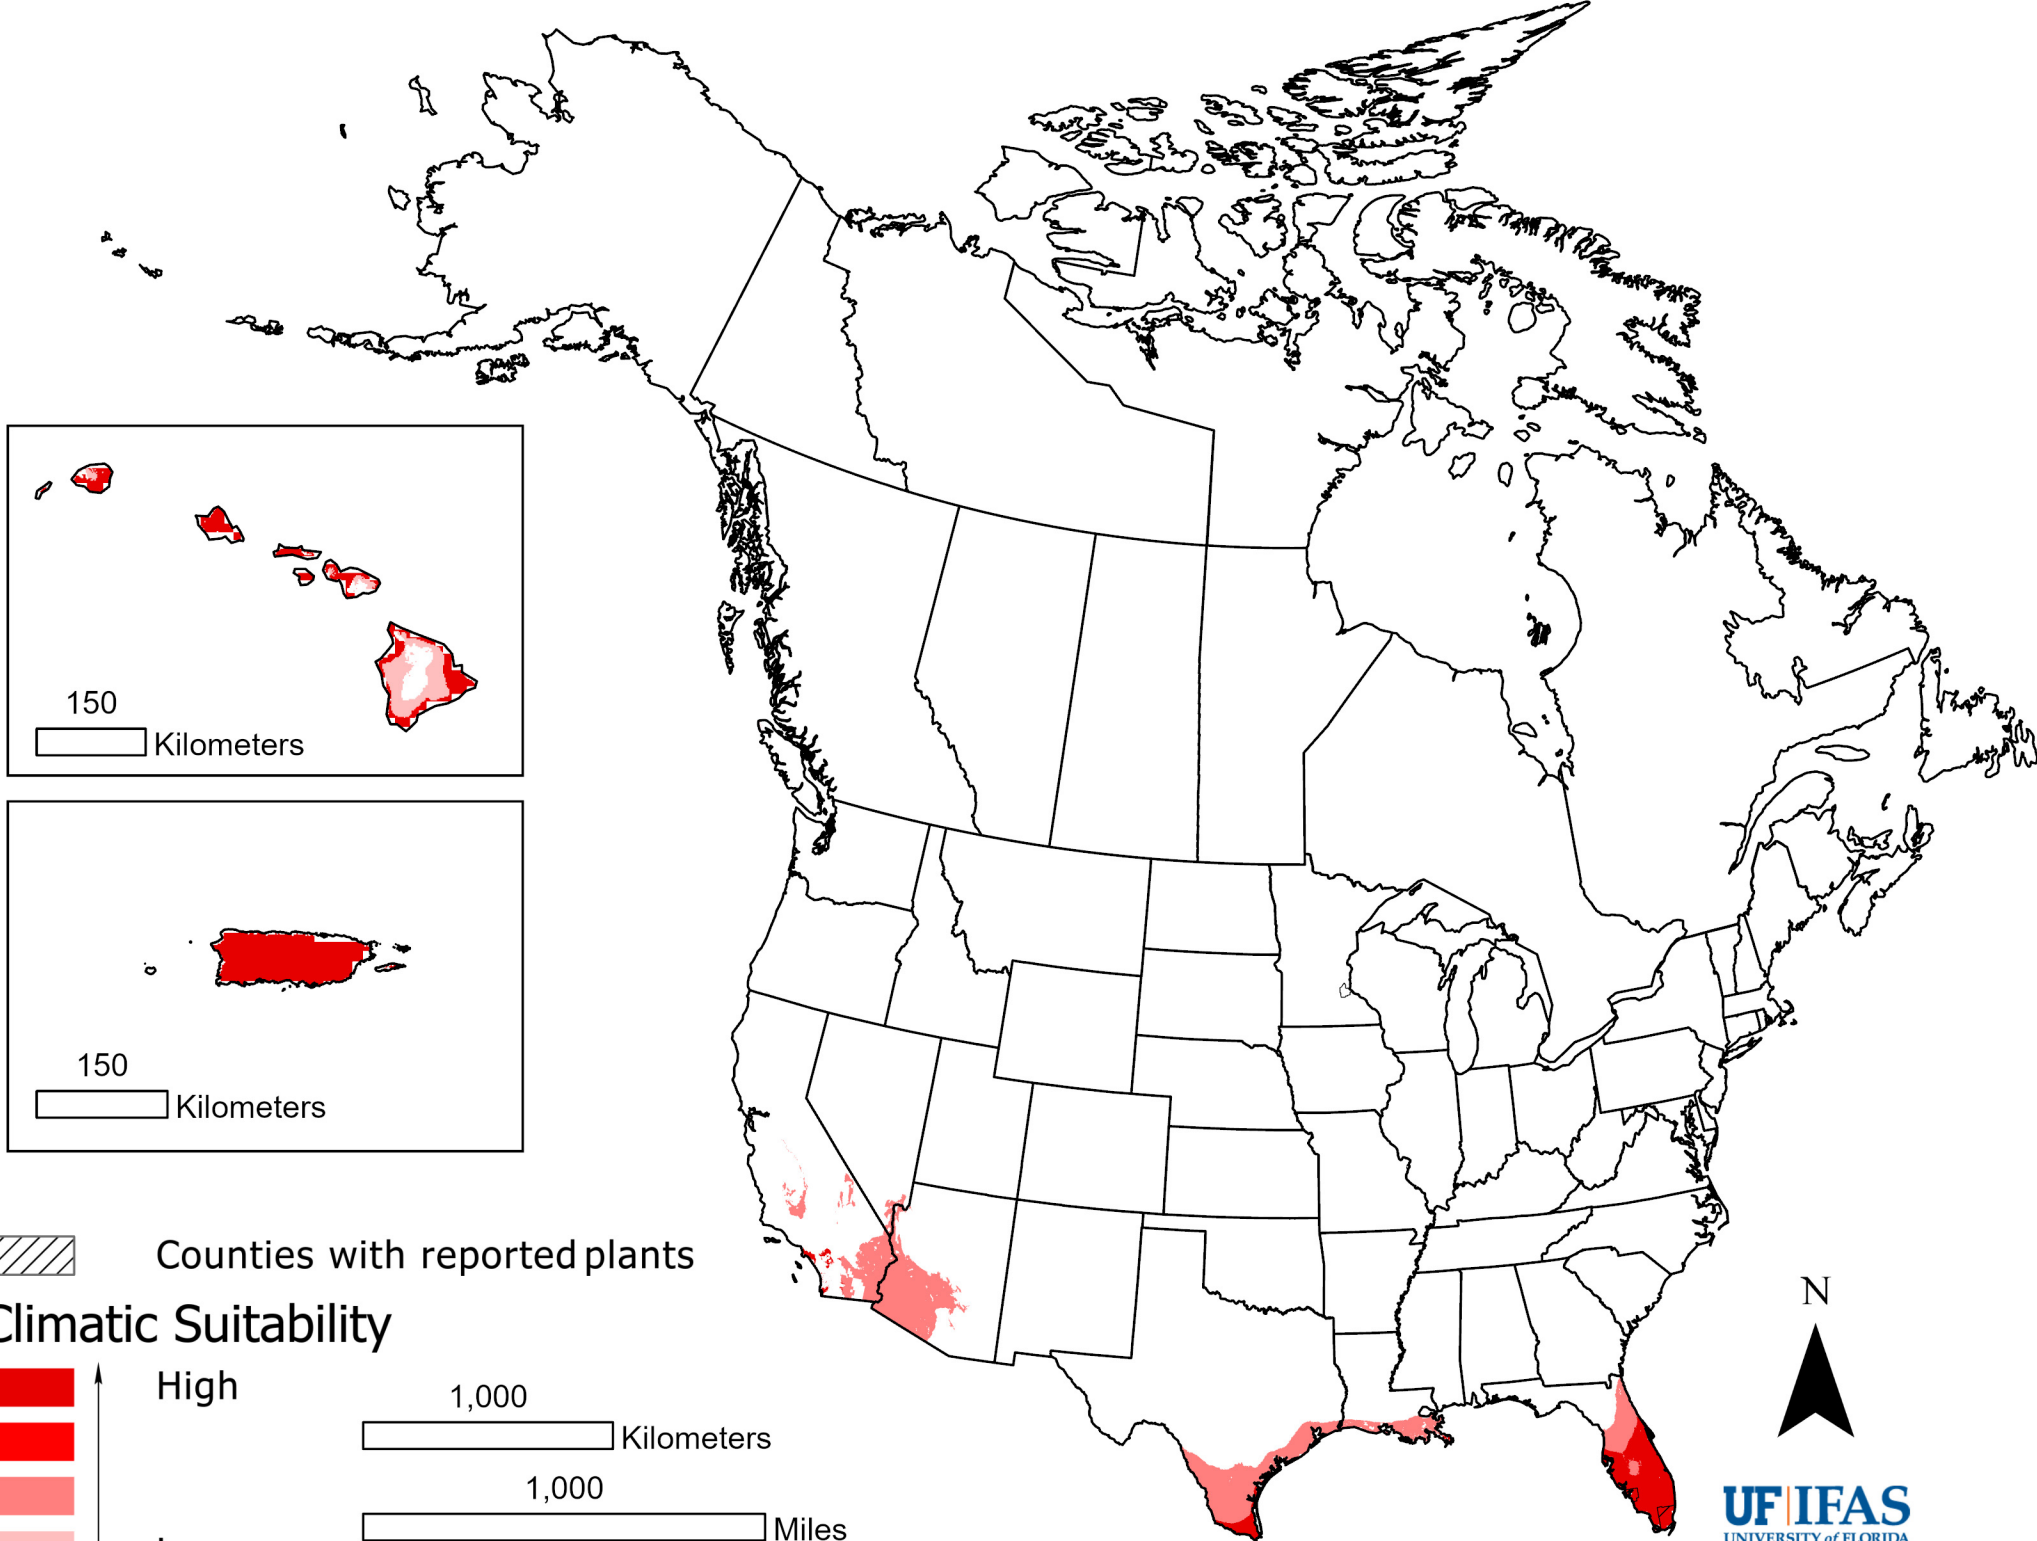 150
Kilometers
150
Kilometers
Counties with reported plants
Climatic Suitability
High
1,000
Kilometers
1,000
Miles
N
UF|IFAS
UNIVERSITY of FLORIDA